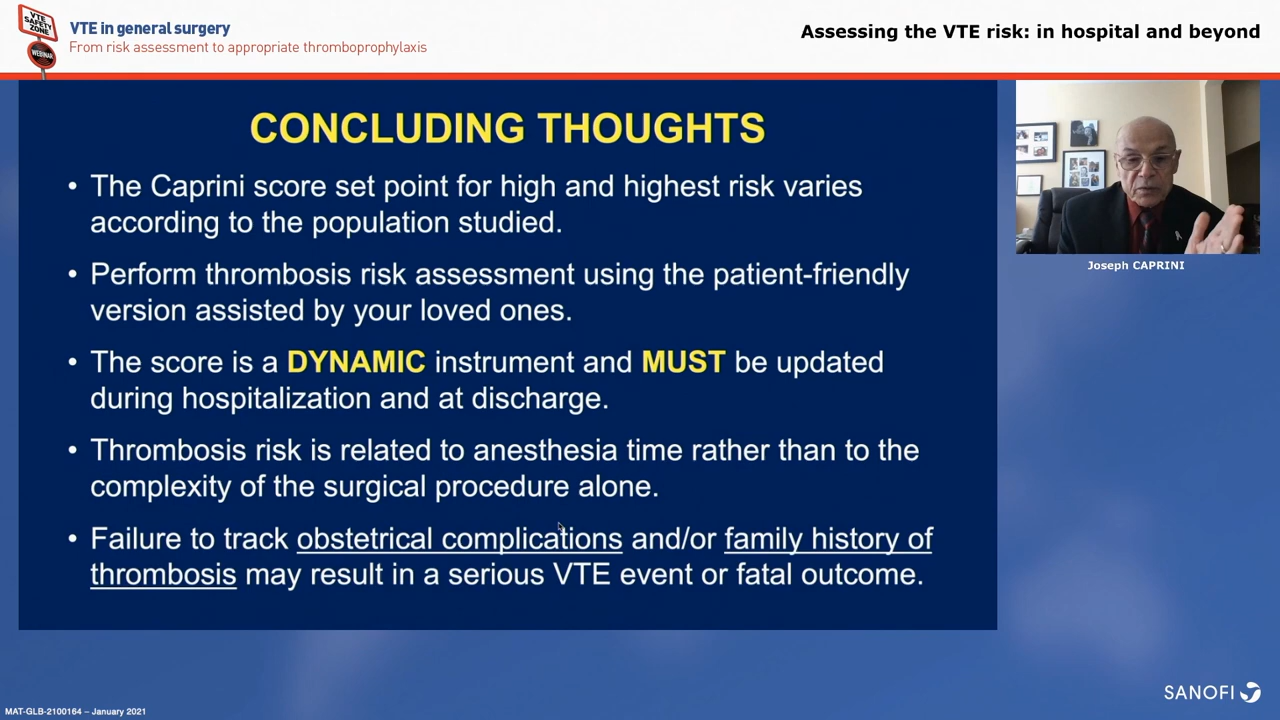 VTE
SAFETY
ZONE
WEBINAR
VTE in general surgery
From risk assessment to appropriate thromboprophylaxis
Assessing the VTE risk: in hospital and beyond
CONCLUDING THOUGHTS
• The Caprini score set point for high and highest risk varies
according to the population studied.
• Perform thrombosis risk assessment using the patient-friendly
version assisted by your loved ones.
• The score is a DYNAMIC instrument and MUST be updated
during hospitalization and at discharge.
• Thrombosis risk is related to anesthesia time rather than to the
complexity of the surgical procedure alone.
• Failure to track obstetrical complications and/or family history of
thrombosis may result in a serious VTE event or fatal outcome.
Joseph CAPRINI
SANOFI
MAT-GLB-2100164 – January 2021